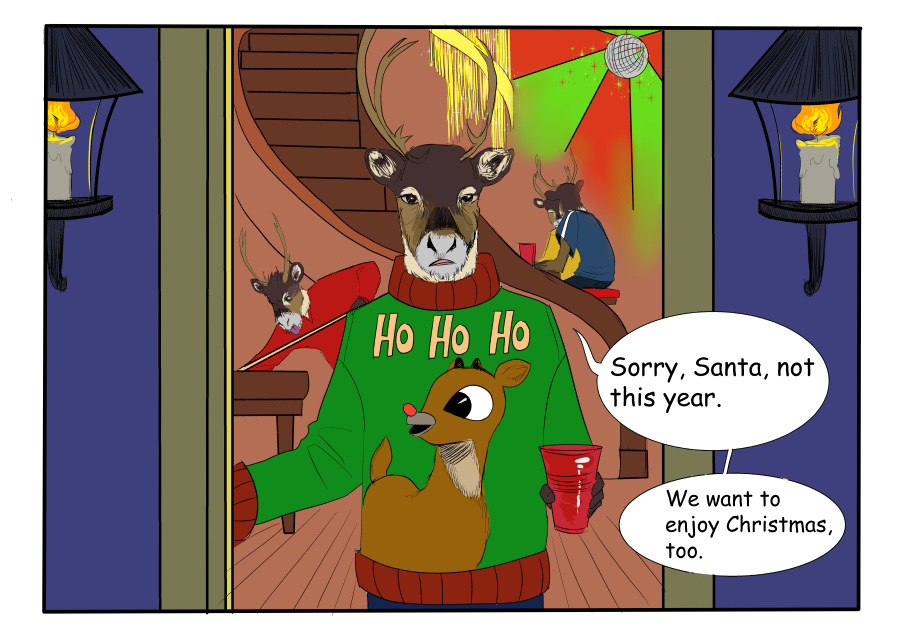 Ho Ho Ho
Sorry, Santa, not
this year.
We want to
enjoy Christmas,
too.